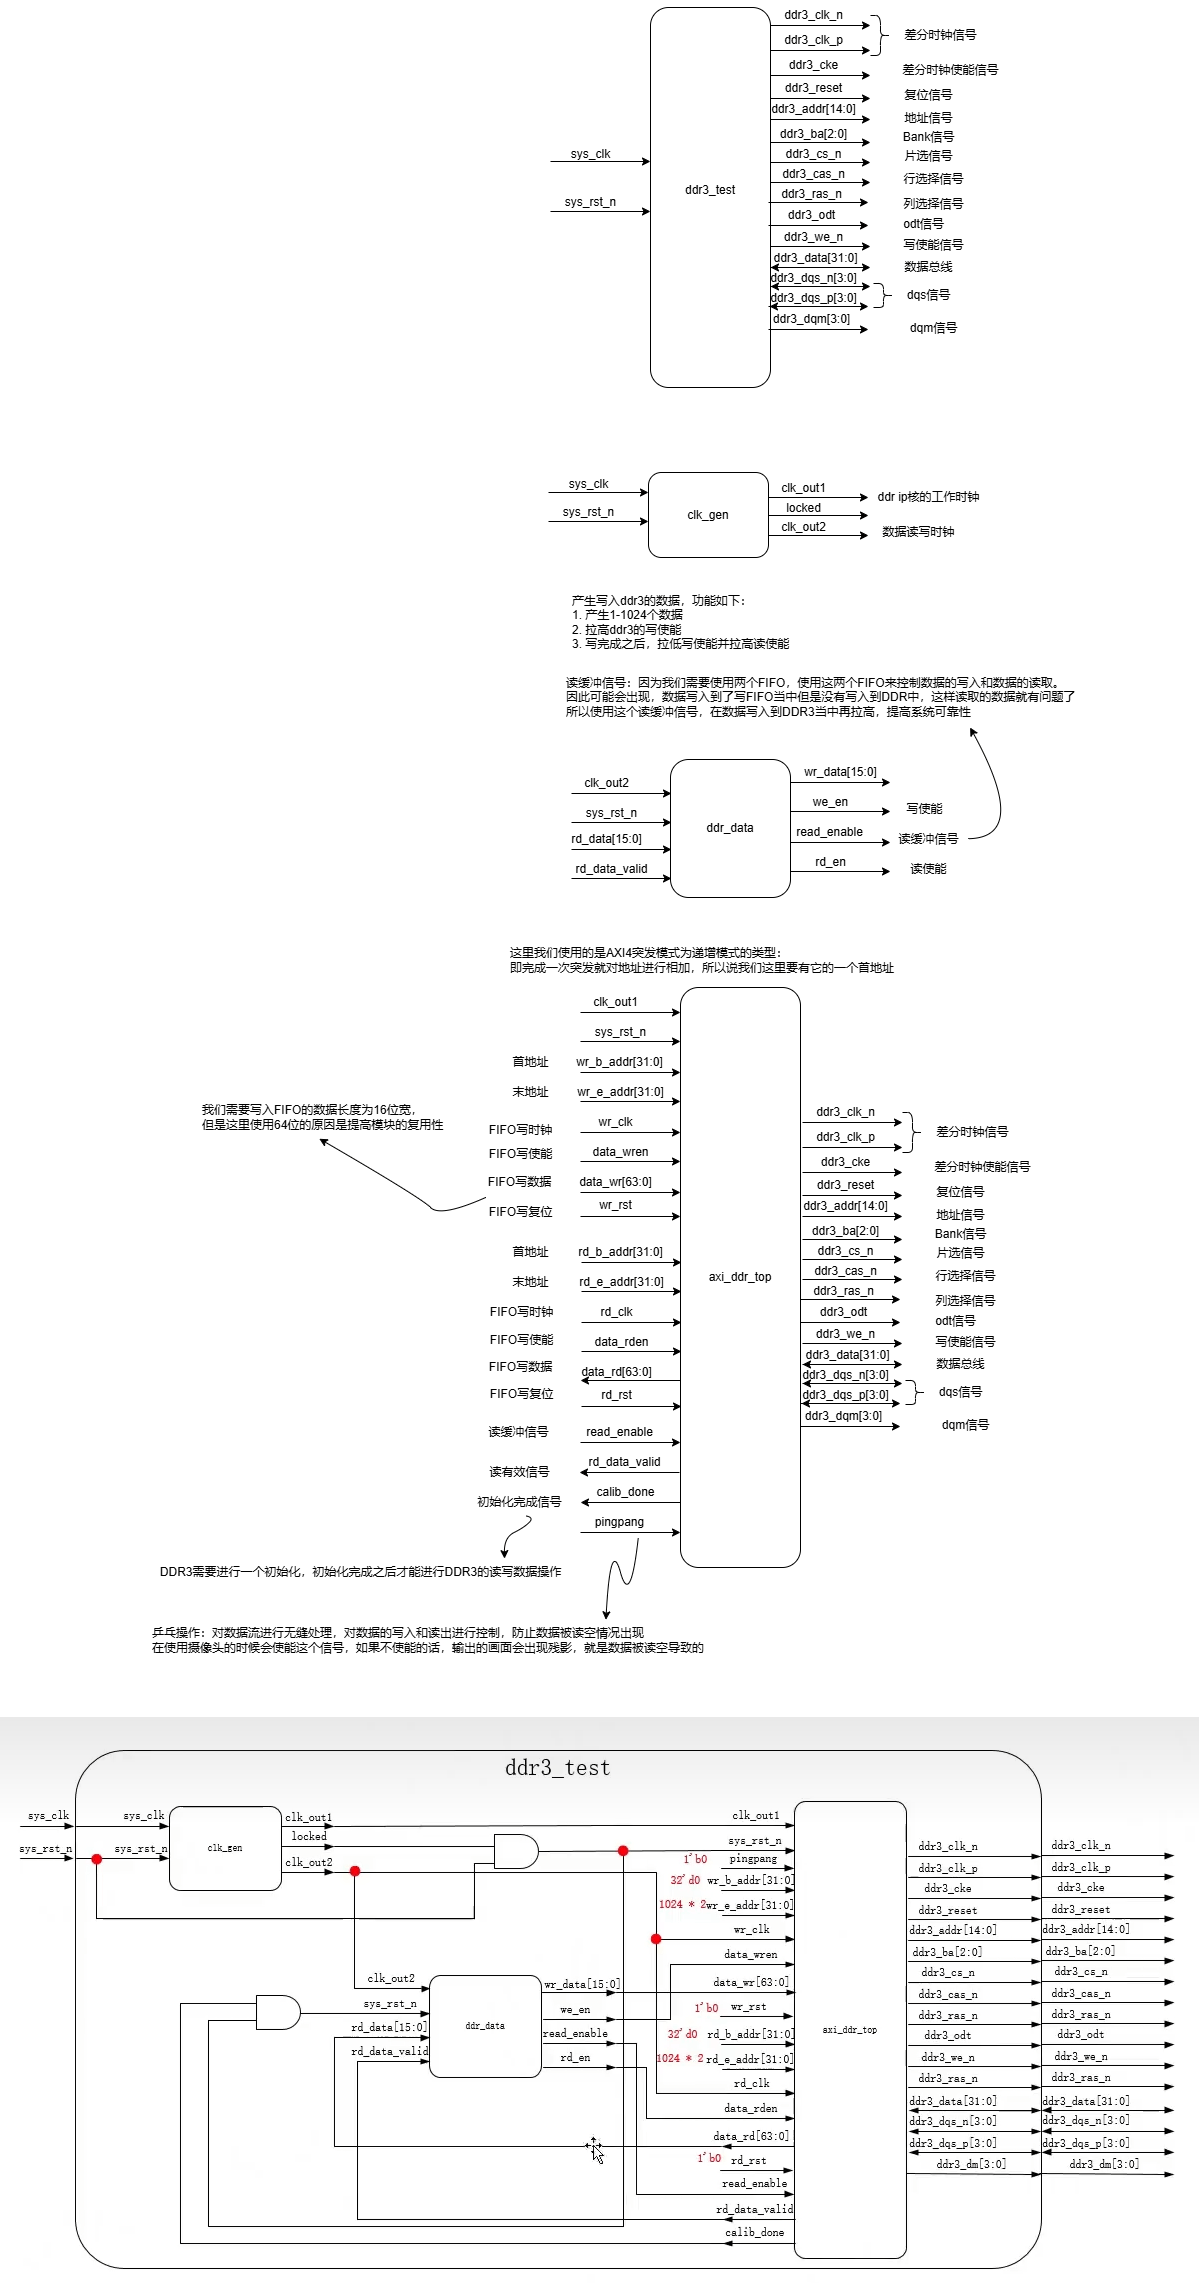 ddr3_clk_n
差分时钟信号
ddr3_clk_p
ddr3_cke
差分时钟使能信号
ddr3_reset
复位信号
ddr3_addr[14:0]
地址信号
ddr3_ba[2:0]
Bank信号
sys_clk
ddr3_cs_n
片选信号
ddr3_cas_n
行选择信号
ddr3_test
ddr3_ras_n
列选择信号
sys_rst_n
ddr3_odt
odt信号
ddr3_we_n
写使能信号
ddr3_data[31:0]
数据总线
ddr3_dqs_n[3:0]
dqs信号
ddr3_dqs_p[3:0]
ddr3_dqm[3:0]
dqm信号
sys_clk
clk_out1
ddr ip核的工作时钟
sys_rst_n
clk_gen
locked
clk_out2
数据读写时钟
产生写入ddr3的数据，功能如下：
1. 产生1-1024个数据
2. 拉高ddr3的写使能
3. 写完成之后，拉低写使能并拉高读使能
读缓冲信号：因为我们需要使用两个FIFO，使用这两个FIFO来控制数据的写入和数据的读取。
因此可能会出现，数据写入到了写FIFO当中但是没有写入到DDR中，这样读取的数据就有问题了
所以使用这个读缓冲信号，在数据写入到DDR3当中再拉高，提高系统可靠性
clk_out2
wr_data[15:0]
sys_rst_n
we_en
写使能
ddr_data
rd_data[15:0]
read_enable
读缓冲信号
rd_data_valid
rd_en
读使能
这里我们使用的是AXI4突发模式为递增模式的类型：
即完成一次突发就对地址进行相加，所以说我们这里要有它的一个首地址
clk_out1
sys_rst_n
首地址
wr_b_addr[31:0]
末地址
wr_e_addr[31:0]
我们需要写入FIFO的数据长度为16位宽，
但是这里使用64位的原因是提高模块的复用性
FIFO写时钟
wr_clk
FIFO写使能
data_wren
FIFO写数据
data_wr[63:0]
FIFO写复位
wr_rst
首地址
rd_b_addr[31:0]
末地址
rd_e_addr[31:0]
FIFO写时钟
rd_clk
FIFO写使能
data_rden
FIFO写数据
data_rd[63:0]
FIFO写复位
rd_rst
读缓冲信号
read_enable
读有效信号
rd_data_valid
初始化完成信号
calib_done
pingpang
axi_ddr_top
ddr3_clk_n
差分时钟信号
ddr3_clk_p
ddr3_cke
差分时钟使能信号
ddr3_reset
复位信号
ddr3_addr[14:0]
地址信号
ddr3_ba[2:0]
Bank信号
ddr3_cs_n
片选信号
ddr3_cas_n
行选择信号
ddr3_ras_n
列选择信号
ddr3_odt
odt信号
ddr3_we_n
写使能信号
ddr3_data[31:0]
数据总线
ddr3_dqs_n[3:0]
dqs信号
ddr3_dqs_p[3:0]
ddr3_dqm[3:0]
dqm信号
DDR3需要进行一个初始化，初始化完成之后才能进行DDR3的读写数据操作
乒乓操作：对数据流进行无缝处理，对数据的写入和读出进行控制，防止数据被读空情况出现
在使用摄像头的时候会使能这个信号，如果不使能的话，输出的画面会出现残影，就是数据被读空导致的
ddr3_test
sys_clk
sys_clk
sys_rst_n
sys_rst_n
clk_gen
clk_out1
locked
clk_out2
clk_out2
sys_rst_n
rd_data[15:0]
rd_data_valid
ddr_data
wr_data[15:0]
we_en
read_enable
rd_en
clk_out1
sys_rst_n
1'b0 pingpang
32'd0 wr_b_addr[31:0]
1024 * 2 wr_e_addr[31:0]
wr_clk
data_wren
data_wr[63:0]
1'b0 wr_rst
32'd0 rd_b_addr[31:0]
1024 * 2 rd_e_addr[31:0]
rd_clk
data_rden
data_rd[63:0]
1'b0 rd_rst
read_enable
rd_data_valid
calib_done
axi_ddr_top
ddr3_clk_n
ddr3_clk_n
ddr3_clk_p
ddr3_clk_p
ddr3_cke
ddr3_cke
ddr3_reset
ddr3_reset
ddr3_addr[14:0]
ddr3_addr[14:0]
ddr3_ba[2:0]
ddr3_ba[2:0]
ddr3_cs_n
ddr3_cs_n
ddr3_cas_n
ddr3_cas_n
ddr3_ras_n
ddr3_ras_n
ddr3_odt
ddr3_odt
ddr3_we_n
ddr3_we_n
ddr3_ras_n
ddr3_ras_n
ddr3_data[31:0]
ddr3_data[31:0]
ddr3_dqs_n[3:0]
ddr3_dqs_n[3:0]
ddr3_dqs_p[3:0]
ddr3_dqs_p[3:0]
ddr3_dm[3:0]
ddr3_dm[3:0]